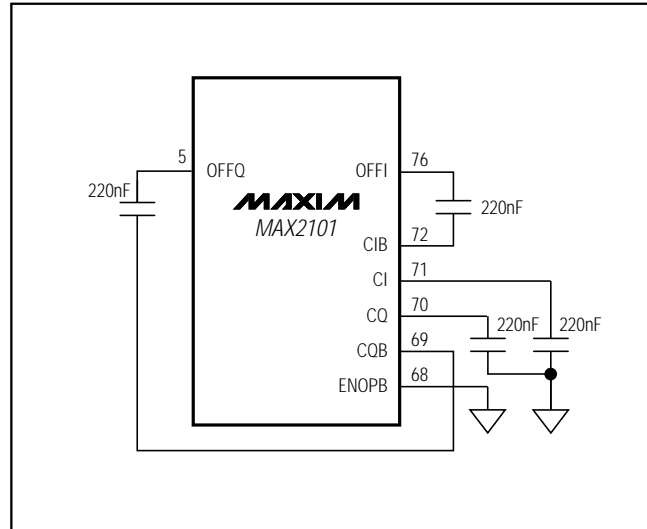 5
OFFQ
OFFI
76
220nF
MAXIM
MAX2101
220nF
CIB
72
CI
71
CQ
70
220nF
220nF
CQB
69
ENOPB
68